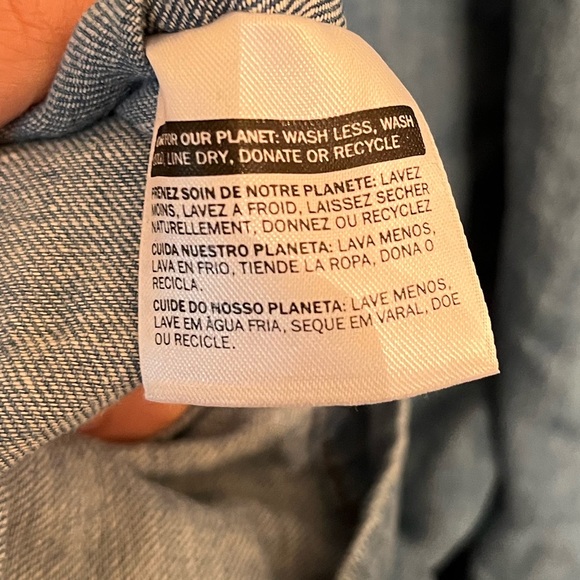 FOR OUR PLANET: WASH LESS, WASH
LINE DRY, DONATE OR RECYCLE
PRENEZ SOIN DE NOTRE PLANETE: LAVEZ
MOINS, LAVEZ A FROID, LAISSEZ SECHER
NATURELLEMENT, DONNEZ OU RECYCLEZ
CUIDA NUESTRO PLANETA: LAVA MENOS,
LAVA EN FRIO, TIENDE LA ROPA, DONA O
RECICLA.
CUIDE DO NOSSO PLANETA: LAVE MENOS,
LAVE EM ÁGUA FRIA, SEQUE EM VARAL, DOE
OU RECICLE.